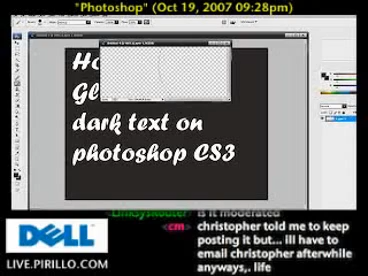 "Photoshop" (Oct 19, 2007 09:28pm)
Ho
Gl
dark text on
photoshop CS3
<LinksysRouter> is it moderated
<cm> christopher told me to keep
posting it but... ill have to
email christopher afterwhile
anyways,. life
DELL
LIVE.PIRILLO.COM